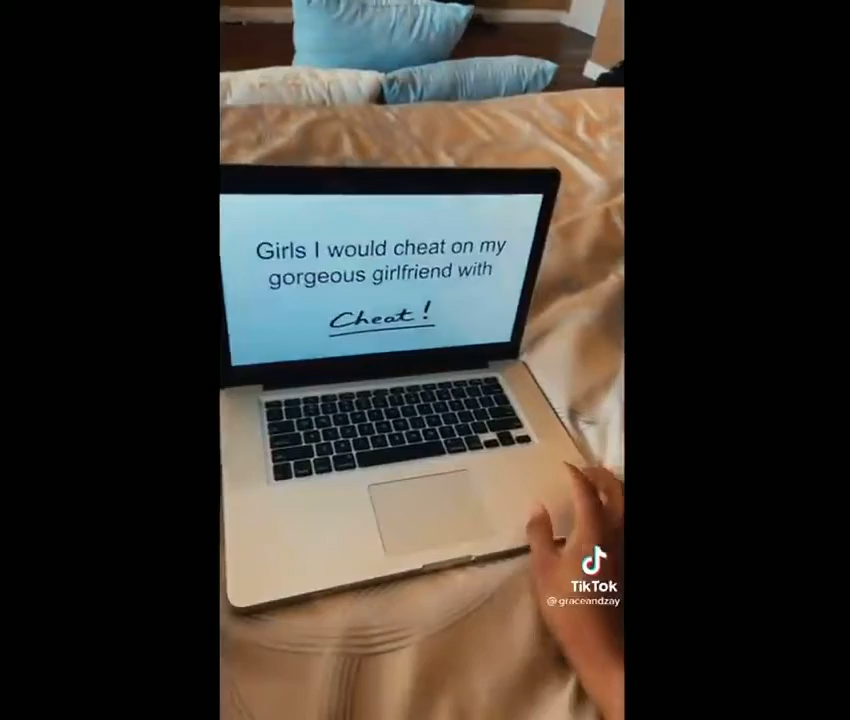 Girls I would cheat on my
gorgeous girlfriend with
Cheat!
TikTok
@graceandzay